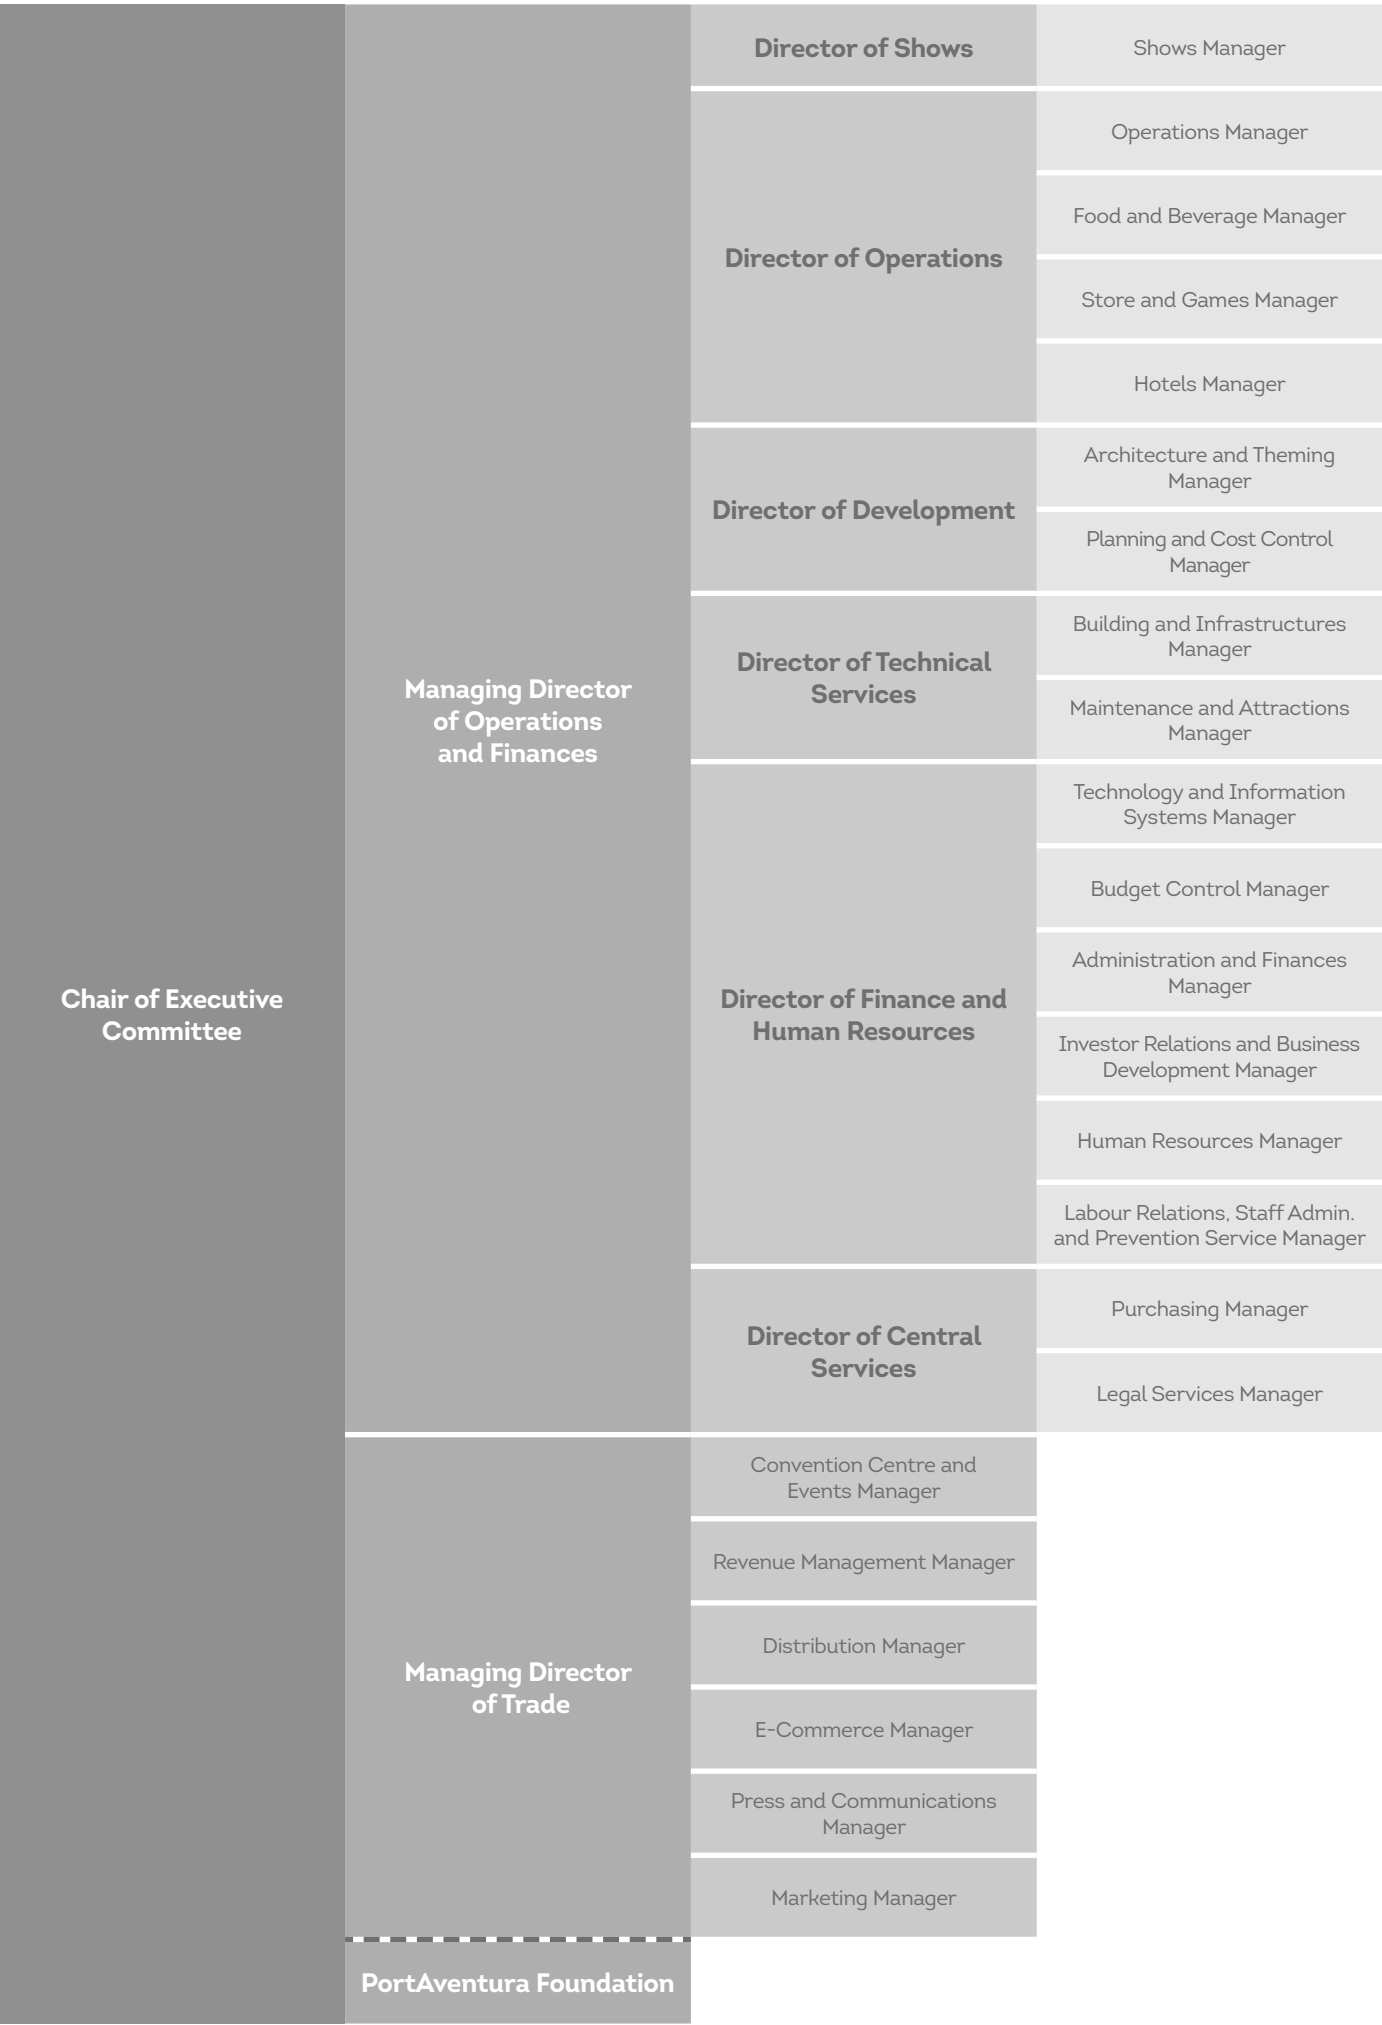 Chair of Executive
Committee
Managing Director
of Operations
and Finances
Director of Shows
Shows Manager
Director of Operations
Operations Manager
Food and Beverage Manager
Store and Games Manager
Hotels Manager
Director of Development
Architecture and Theming
Manager
Planning and Cost Control
Manager
Director of Technical
Services
Building and Infrastructures
Manager
Maintenance and Attractions
Manager
Director of Finance and
Human Resources
Technology and Information
Systems Manager
Budget Control Manager
Administration and Finances
Manager
Investor Relations and Business
Development Manager
Human Resources Manager
Labour Relations, Staff Admin.
and Prevention Service Manager
Director of Central
Services
Purchasing Manager
Legal Services Manager
Managing Director
of Trade
Convention Centre and
Events Manager
Revenue Management Manager
Distribution Manager
E-Commerce Manager
Press and Communications
Manager
Marketing Manager
PortAventura Foundation